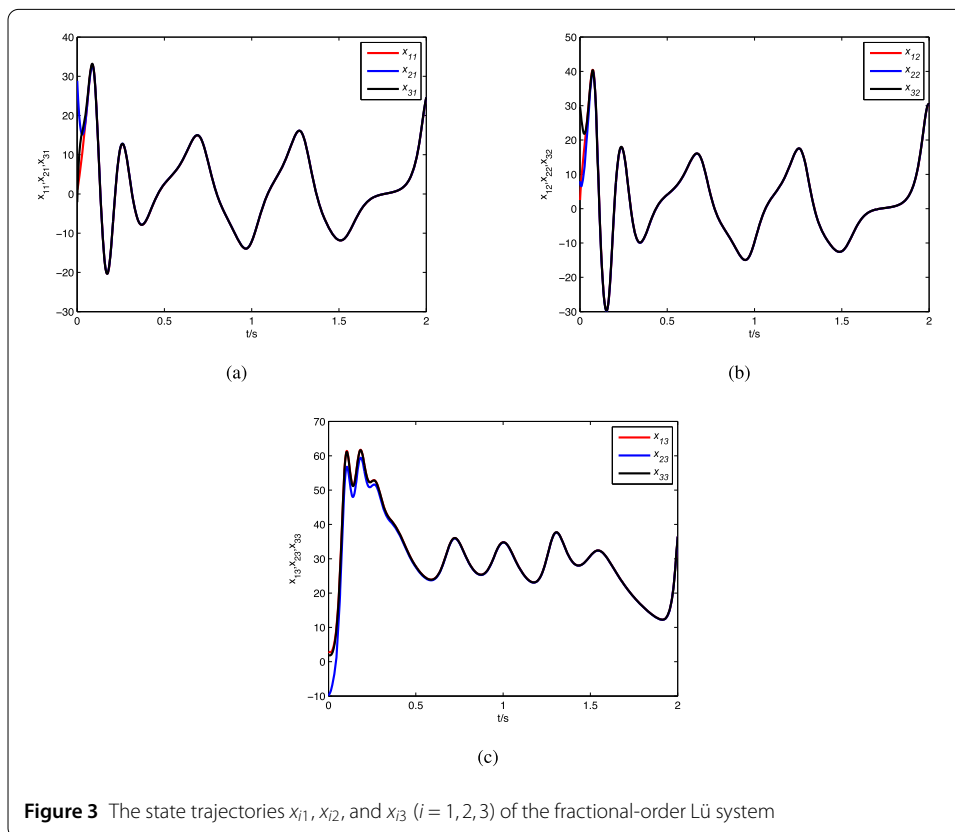 40
30
20
10
0
−10
−20
−30
0
0.5
1
1.5
2
t/s
x11,x21,x31
x11
x21
x31
(a)
50
40
30
20
10
0
−10
−20
−30
0
0.5
1
1.5
2
t/s
x12,x22,x32
x12
x22
x32
(b)
70
60
50
40
30
20
10
0
−10
0
0.5
1
1.5
2
t/s
x13,x23,x33
x13
x23
x33
(c)
Figure 3 The state trajectories xi1, xi2, and xi3 (i = 1, 2, 3) of the fractional-order Lü system